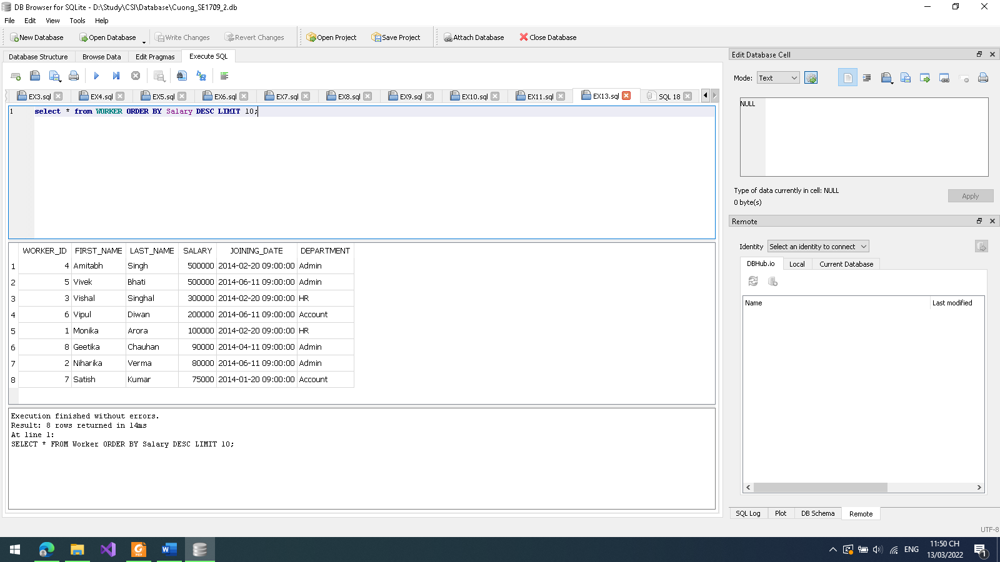 DB Browser for SQLite - D:\Study\CSI\Database\Cuong_SE1709_2.db
File Edit View Tools Help
New Database Open Database Write Changes Revert Changes Open Project Save Project Attach Database Close Database
Database Structure Browse Data Edit Pragmas Execute SQL
EX3.sql EX4.sql EX5.sql EX6.sql EX7.sql EX8.sql EX9.sql EX10.sql EX11.sql EX13.sql SQL 18
1 select * from WORKER ORDER BY Salary DESC LIMIT 10;
WORKER_ID FIRST_NAME LAST_NAME SALARY JOINING_DATE DEPARTMENT
1 4 Amitabh Singh 500000 2014-02-20 09:00:00 Admin
2 5 Vivek Bhati 500000 2014-06-11 09:00:00 Admin
3 3 Vishal Singhal 300000 2014-02-20 09:00:00 HR
4 6 Vipul Diwan 200000 2014-06-11 09:00:00 Account
5 1 Monika Arora 100000 2014-02-20 09:00:00 HR
6 8 Geetika Chauhan 90000 2014-04-11 09:00:00 Admin
7 2 Niharika Verma 80000 2014-06-11 09:00:00 Admin
8 7 Satish Kumar 75000 2014-01-20 09:00:00 Account
Execution finished without errors.
Result: 8 rows returned in 14ms
At line 1:
SELECT * FROM Worker ORDER BY Salary DESC LIMIT 10;
Edit Database Cell
Mode: Text
NULL
Type of data currently in cell: NULL
0 byte(s)
Apply
Remote
Identity Select an identity to connect
DBHub.io Local Current Database
Name Last modified
SQL Log Plot DB Schema Remote
UTF-8
ENG 11:50 CH
13/03/2022
1